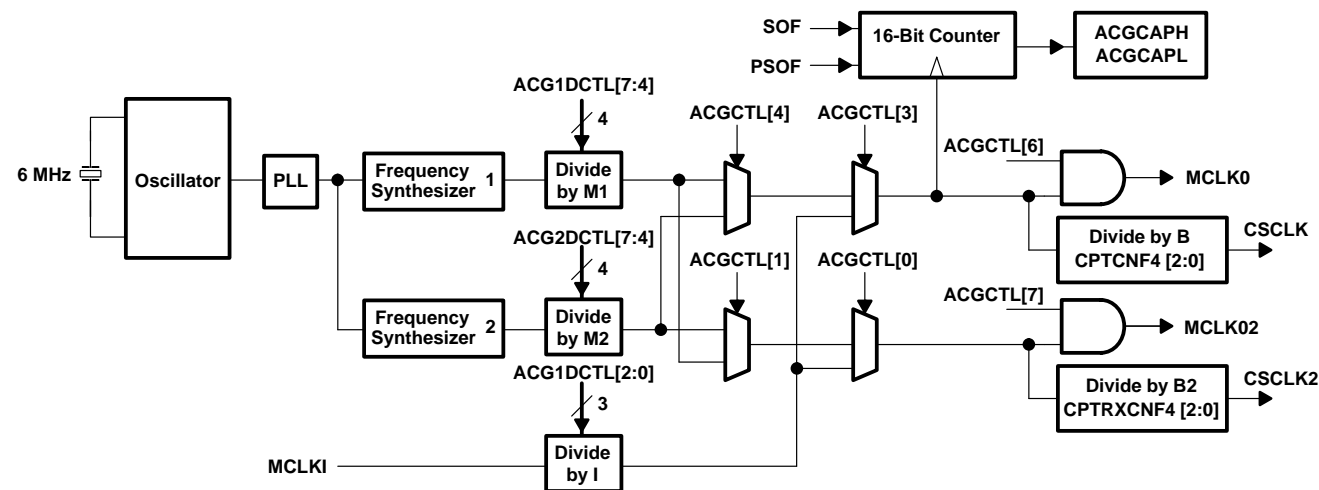 SOF
PSOF
16-Bit Counter
ACGCAPH
ACGCAPL
ACG1DCTL[7:4]
4
ACGCTL[4]
ACGCTL[3]
ACGCTL[6]
6 MHz
Oscillator
PLL
Frequency
Synthesizer 1
Divide
by M1
MCLK0
ACG2DCTL[7:4]
4
ACGCTL[1]
ACGCTL[0]
Divide by B
CPTCNF4 [2:0]
CSCLK
ACGCTL[7]
Frequency
Synthesizer 2
Divide
by M2
MCLK02
ACG1DCTL[2:0]
3
Divide by B2
CPTRXCNF4 [2:0]
CSCLK2
MCLKI
Divide
by I